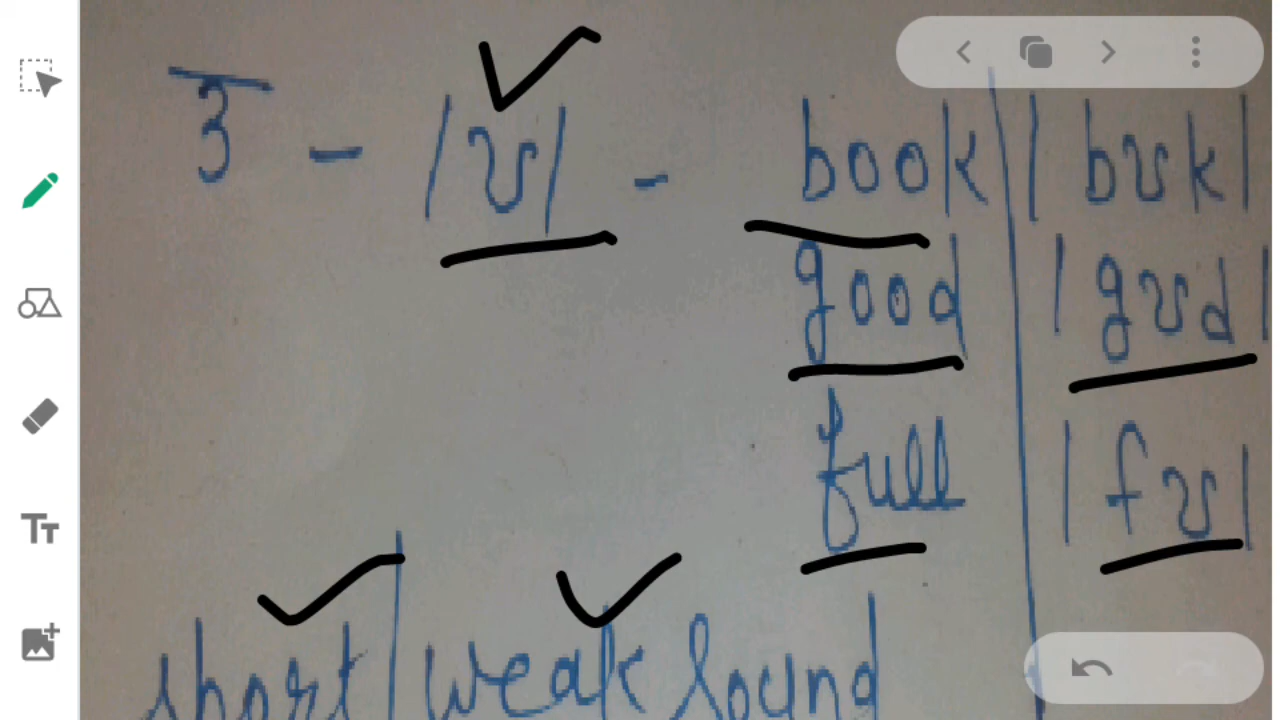 उ - /ʊ/ - book /bʊk/
good /gʊd/
full /fʊl/
short/weak sound